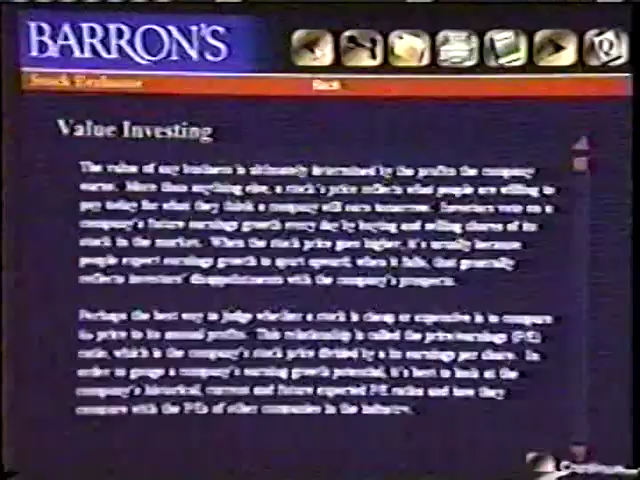 BARRON'S
Stock Evaluator
Back
Value Investing
The value of any business is ultimately determined by the profits the company
earns. More than anything else, a stock's price reflects what people are willing to
pay today for what they think a company will earn tomorrow. Investors vote on a
company's future earnings growth every day by buying and selling shares of its
stock in the market. When the stock price goes higher, it's usually because
people expect earnings growth to spurt upward; when it falls, that generally
reflects investors' disappointment with the company's prospects.
Perhaps the best way to judge whether a stock is cheap or expensive is to compare
its price to its annual profits. This relationship is called the price/earnings (P/E)
ratio, which is the company's stock price divided by its earnings per share. In
order to gauge a company's earning growth potential, it's best to look at the
company's historical, current and future expected P/E ratios and how they
compare with the P/Es of other companies in the industry.
Continue